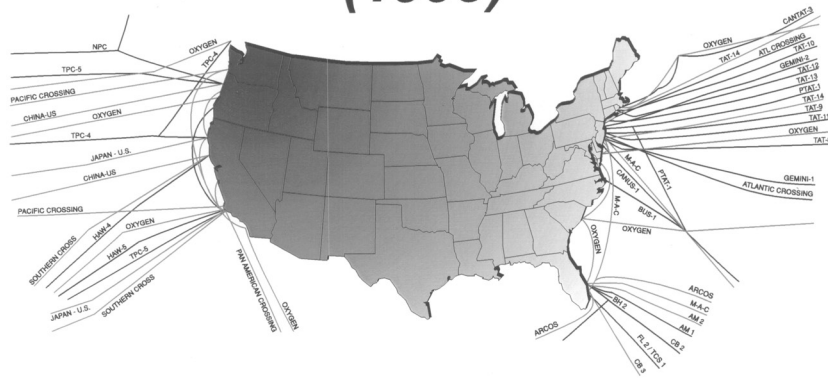 NPC
OXYGEN
TPC-4
TPC-5
PACIFIC CROSSING
CHINA-US
OXYGEN
TPC-4
JAPAN - U.S.
CHINA-US
PACIFIC CROSSING
SOUTHERN CROSS
HAW-4
OXYGEN
HAW-5
TPC-5
JAPAN - U.S.
SOUTHERN CROSS
PAN AMERICAN CROSSING
OXYGEN
CANTAT-3
OXYGEN
ATL CROSSING
TAT-14
TAT-10
GEMINI-2
TAT-12
TAT-13
PTAT-1
TAT-14
TAT-9
OXYGEN
GEMINI-1
ATLANTIC CROSSING
M-A-C
CANUS-1
PTAT-1
BUS-1
M-A-C
OXYGEN
OXYGEN
ARCOS
M-A-C
AM 2
AM 1
CB 2
BH 2
FL 2 / TCS 1
CB 3
ARCOS